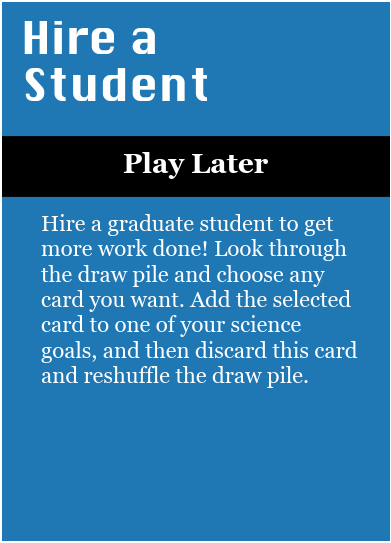 Hire a
Student
Play Later
Hire a graduate student to get
more work done! Look through
the draw pile and choose any
card you want. Add the selected
card to one of your science
goals, and then discard this card
and reshuffle the draw pile.